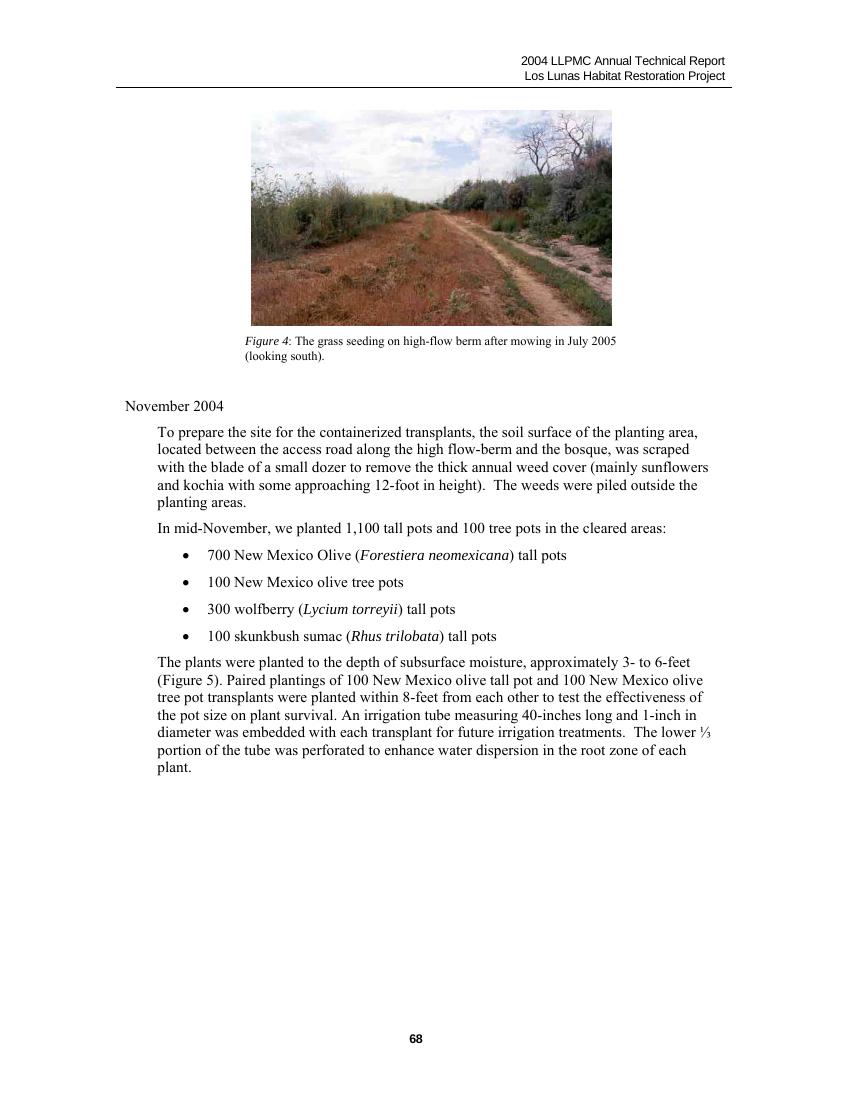 2004 LLPMC Annual Technical Report
Los Lunas Habitat Restoration Project
Figure 4: The grass seeding on high-flow berm after mowing in July 2005
(looking south).
November 2004
To prepare the site for the containerized transplants, the soil surface of the planting area,
located between the access road along the high flow-berm and the bosque, was scraped
with the blade of a small dozer to remove the thick annual weed cover (mainly sunflowers
and kochia with some approaching 12-foot in height).  The weeds were piled outside the
planting areas.
In mid-November, we planted 1,100 tall pots and 100 tree pots in the cleared areas:
• 700 New Mexico Olive (Forestiera neomexicana) tall pots
• 100 New Mexico olive tree pots
• 300 wolfberry (Lycium torreyii) tall pots
• 100 skunkbush sumac (Rhus trilobata) tall pots
The plants were planted to the depth of subsurface moisture, approximately 3- to 6-feet
(Figure 5). Paired plantings of 100 New Mexico olive tall pot and 100 New Mexico olive
tree pot transplants were planted within 8-feet from each other to test the effectiveness of
the pot size on plant survival. An irrigation tube measuring 40-inches long and 1-inch in
diameter was embedded with each transplant for future irrigation treatments.  The lower ⅓
portion of the tube was perforated to enhance water dispersion in the root zone of each
plant.
68